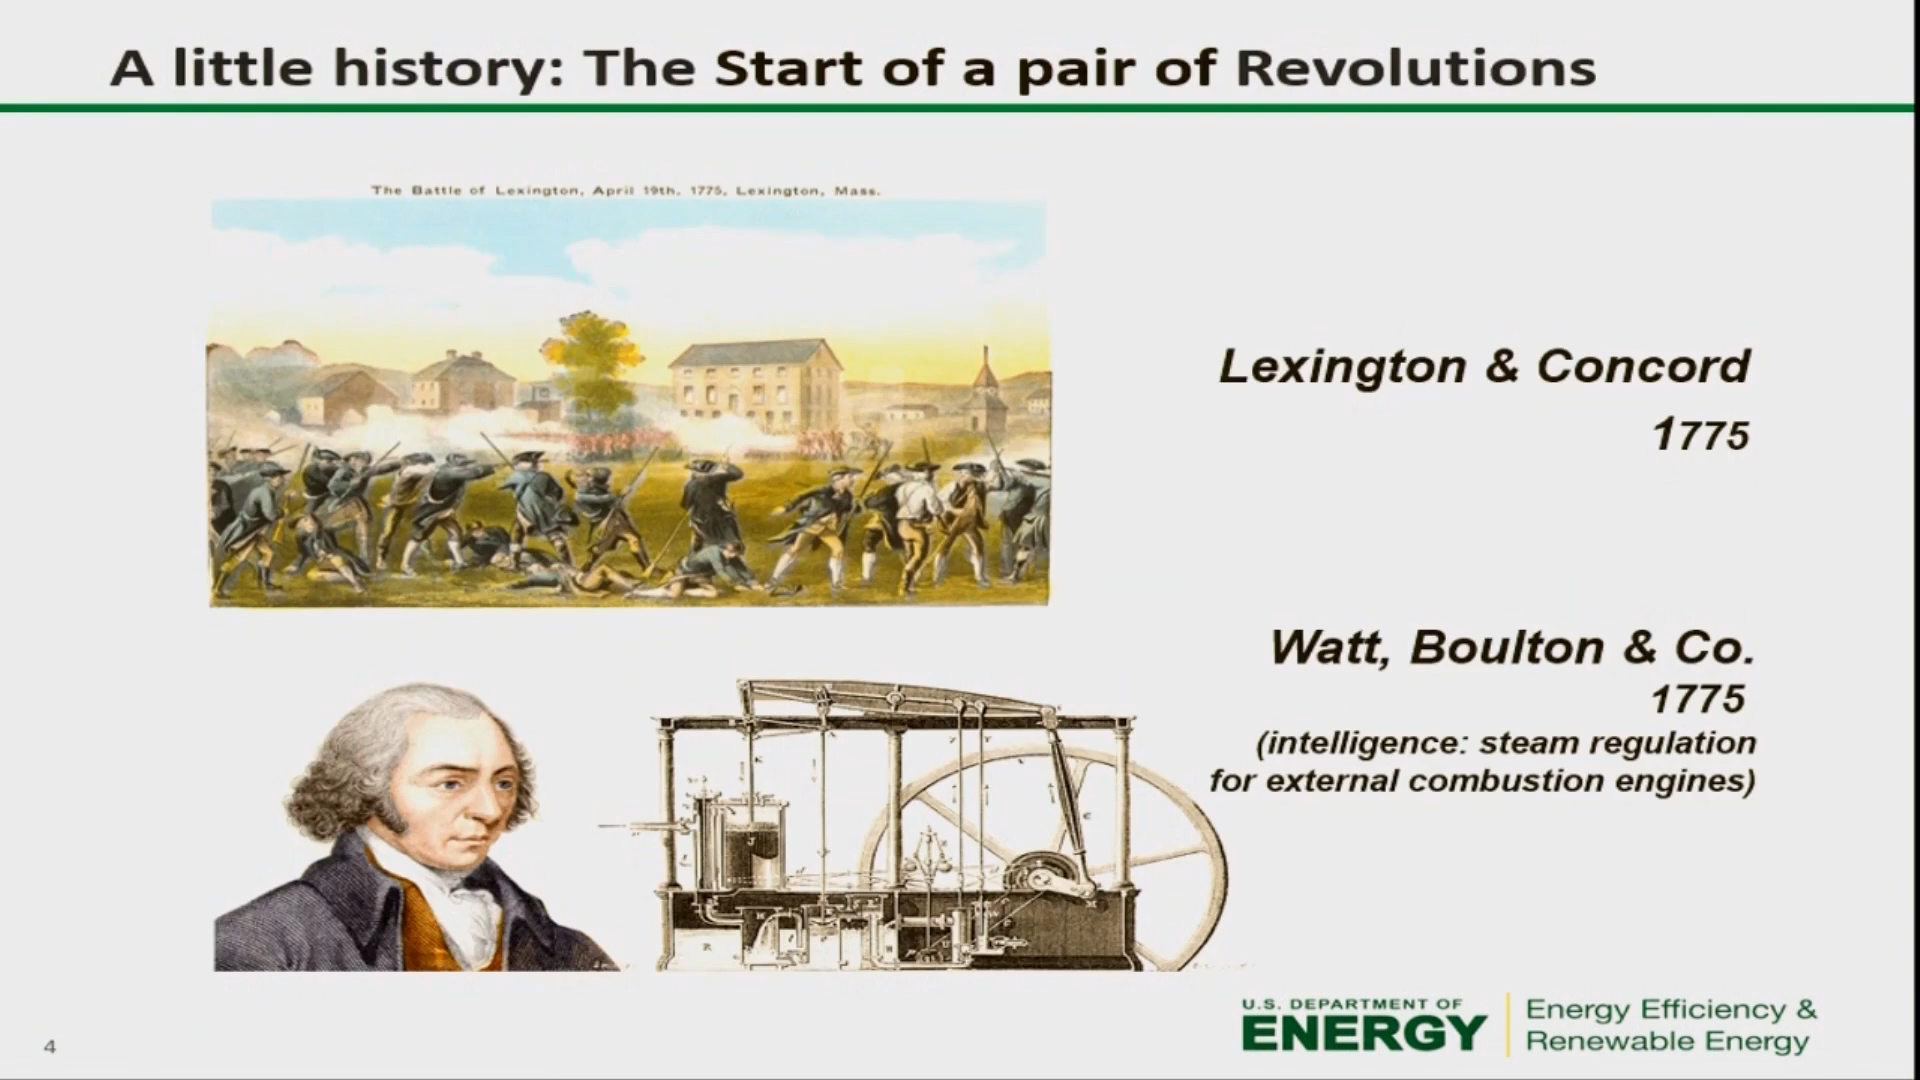 A little history: The Start of a pair of Revolutions
The Battle of Lexington, April 19th, 1775, Lexington, Mass.
Lexington & Concord
1775
Watt, Boulton & Co.
1775
(intelligence: steam regulation
for external combustion engines)
U.S. DEPARTMENT OF
ENERGY
Energy Efficiency &
Renewable Energy
4